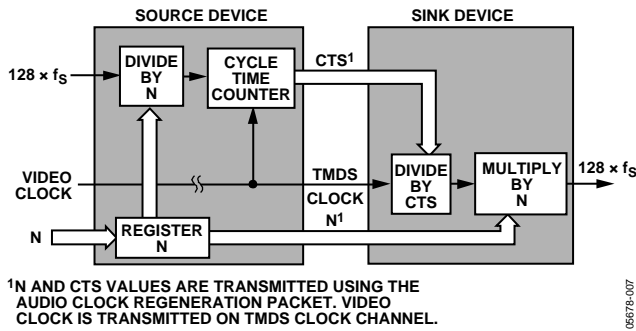 SOURCE DEVICE
SINK DEVICE
128 × fS
DIVIDE
BY
N
CYCLE
TIME
COUNTER
CTS1
VIDEO
CLOCK
TMDS
CLOCK
N1
DIVIDE
BY
CTS
MULTIPLY
BY
N
128 × fS
N
REGISTER
N
1N AND CTS VALUES ARE TRANSMITTED USING THE
AUDIO CLOCK REGENERATION PACKET. VIDEO
CLOCK IS TRANSMITTED ON TMDS CLOCK CHANNEL.
05678-007